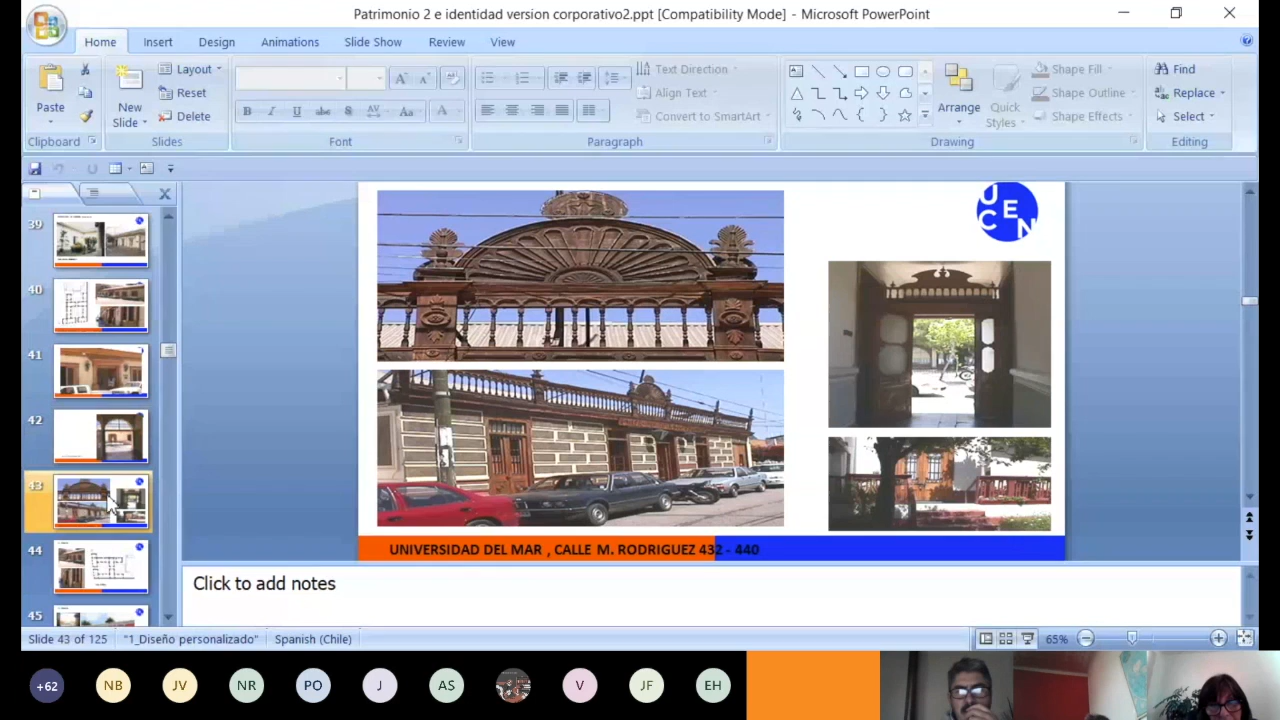 Patrimonio 2 e identidad version corporativo2.ppt [Compatibility Mode] - Microsoft PowerPoint
Home Insert Design Animations Slide Show Review View
Paste
New Slide
Layout
Reset
Delete
Text Direction
Align Text
Convert to SmartArt
Arrange
Quick Styles
Shape Fill
Shape Outline
Shape Effects
Find
Replace
Select
Clipboard Slides Font Paragraph Drawing Editing
39
40
41
42
43
44
45
UCEN
UNIVERSIDAD DEL MAR , CALLE M. RODRIGUEZ 432 - 440
Click to add notes
Slide 43 of 125 "1_Diseño personalizado" Spanish (Chile) 65%
+62 NB JV NR PO J AS V JF EH